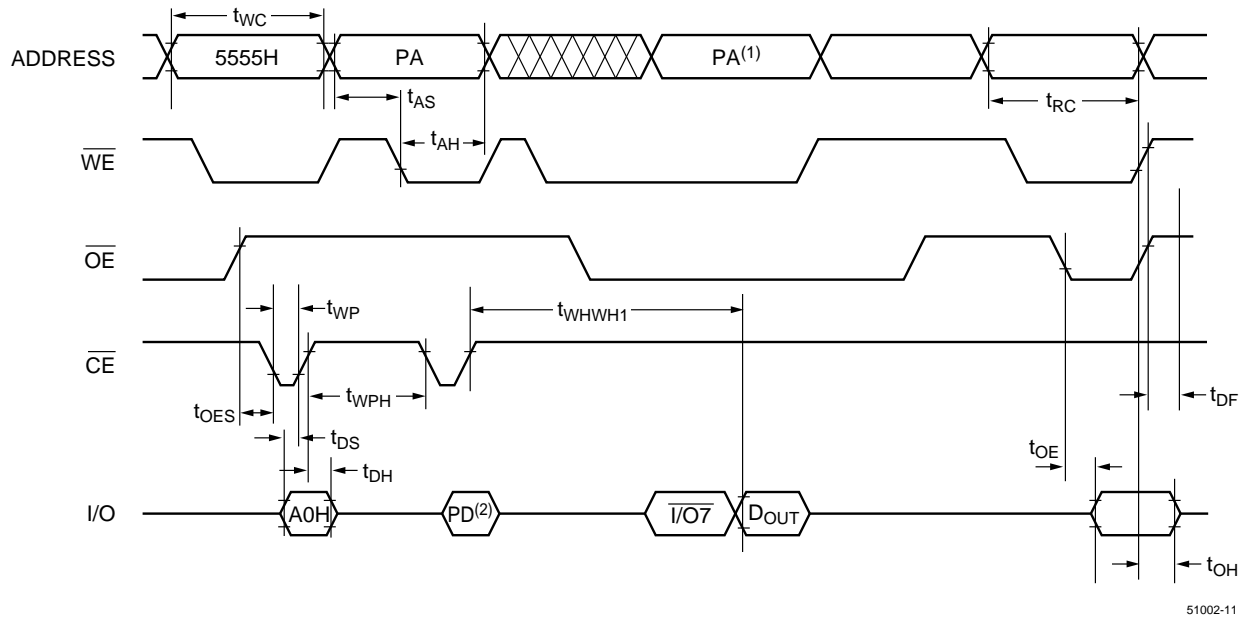 tWC
ADDRESS 5555H PA PA(1)
tAS
tRC
tAH
WE
OE
tWP
tWHWH1
CE
tWPH
tOES
tDF
tDS
tOE
tDH
I/O A0H PD(2) I/O7 DOUT
tOH
51002-11